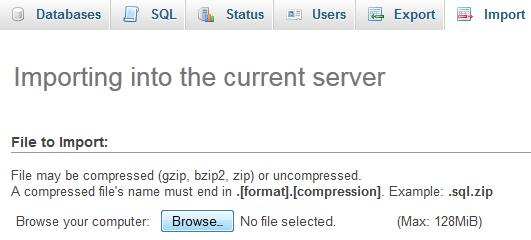 Databases SQL Status Users Export Import
Importing into the current server
File to Import:
File may be compressed (gzip, bzip2, zip) or uncompressed.
A compressed file's name must end in .[format].[compression]. Example: .sql.zip
Browse your computer: Browse... No file selected. (Max: 128MiB)